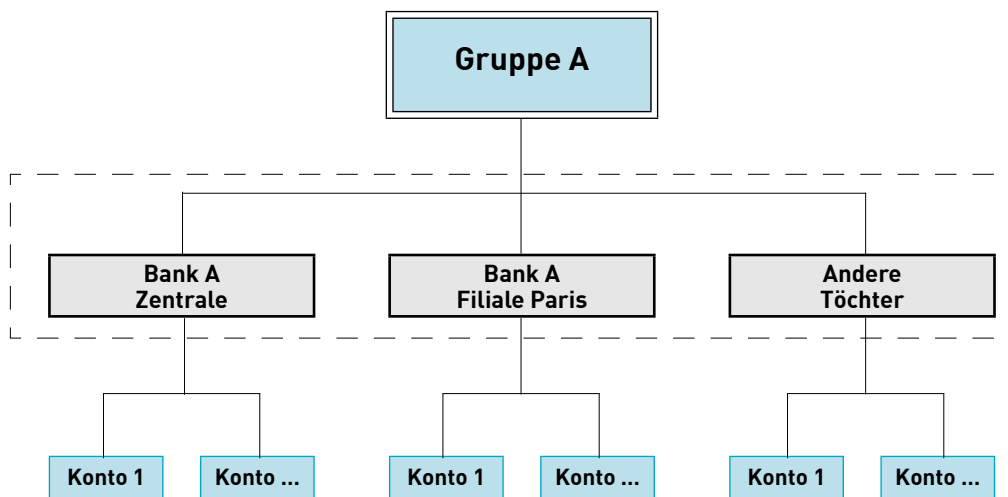 Gruppe A
Bank A
Zentrale
Bank A
Filiale Paris
Andere
Töchter
Konto 1
Konto ...
Konto 1
Konto ...
Konto 1
Konto ...